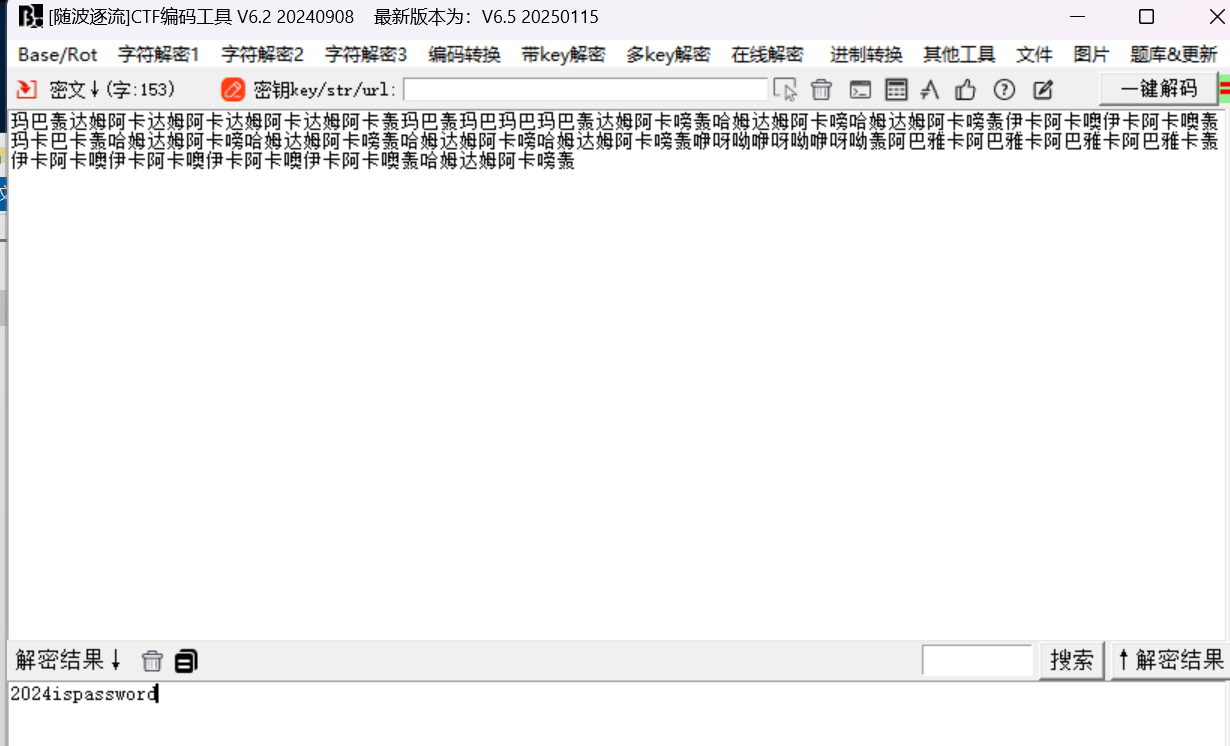 [随波逐流]CTF编码工具 V6.2 20240908 最新版本为：V6.5 20250115
Base/Rot 字符解密1 字符解密2 字符解密3 编码转换 带key解密 多key解密 在线解密 进制转换 其他工具 文件 图片 题库&更新
密文↓(字:153) 密钥key/str/url: 一键解码
玛巴轰达姆阿卡达姆阿卡达姆阿卡达姆阿卡轰玛巴轰玛巴玛巴玛巴轰达姆阿卡嗙轰哈姆达姆阿卡嗙哈姆达姆阿卡嗙轰伊卡阿卡噢伊卡阿卡噢轰
玛卡巴卡轰哈姆达姆阿卡嗙哈姆达姆阿卡嗙轰哈姆达姆阿卡嗙哈姆达姆阿卡嗙轰咿呀呦咿呀呦咿呀呦轰阿巴雅卡阿巴雅卡阿巴雅卡阿巴雅卡轰
伊卡阿卡噢伊卡阿卡噢伊卡阿卡噢伊卡阿卡噢轰哈姆达姆阿卡嗙轰
解密结果↓ 搜索 ↑解密结果
2024ispassword